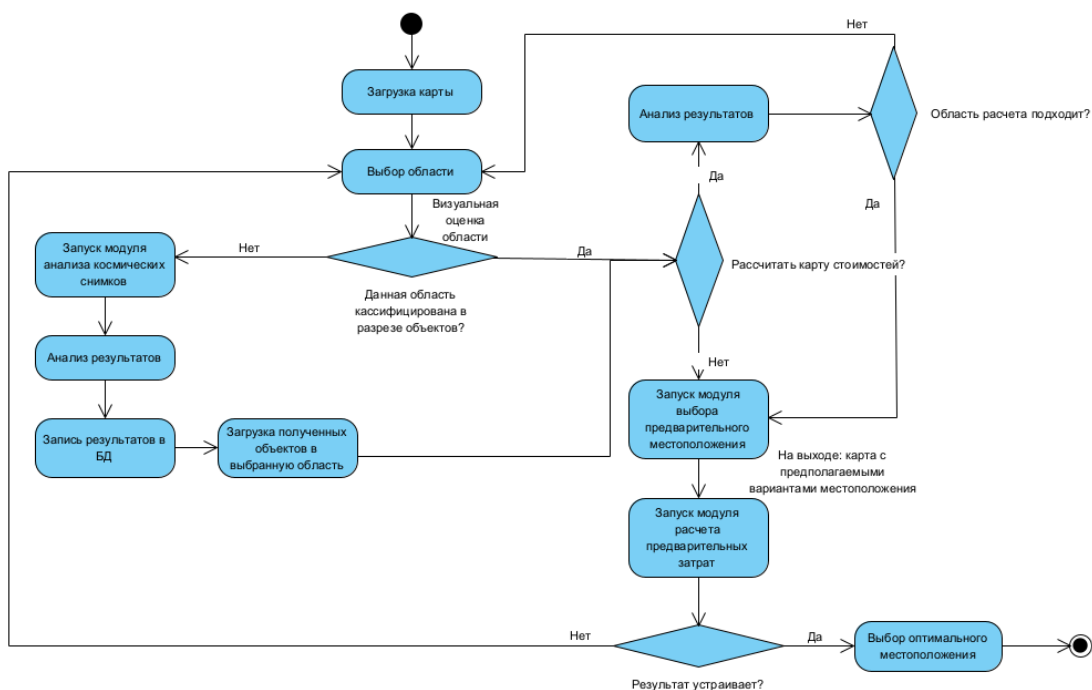 Нет
Загрузка карты
Анализ результатов
Область расчета подходит?
Выбор области
Да
Да
Визуальная
оценка
области
Запуск модуля
анализа космических
снимков
Нет
Да
Рассчитать карту стоимостей?
Данная область
кассифицирована в
разрезе объектов?
Анализ результатов
Нет
Запуск модуля
выбора
предварительного
местоположения
Запись результатов в
БД
Загрузка полученных
объектов в
выбранную область
На выходе: карта с
предполагаемыми
вариантами местоположения
Запуск модуля
расчета
предварительных
затрат
Нет
Да
Выбор оптимального
местоположения
Результат устраивает?